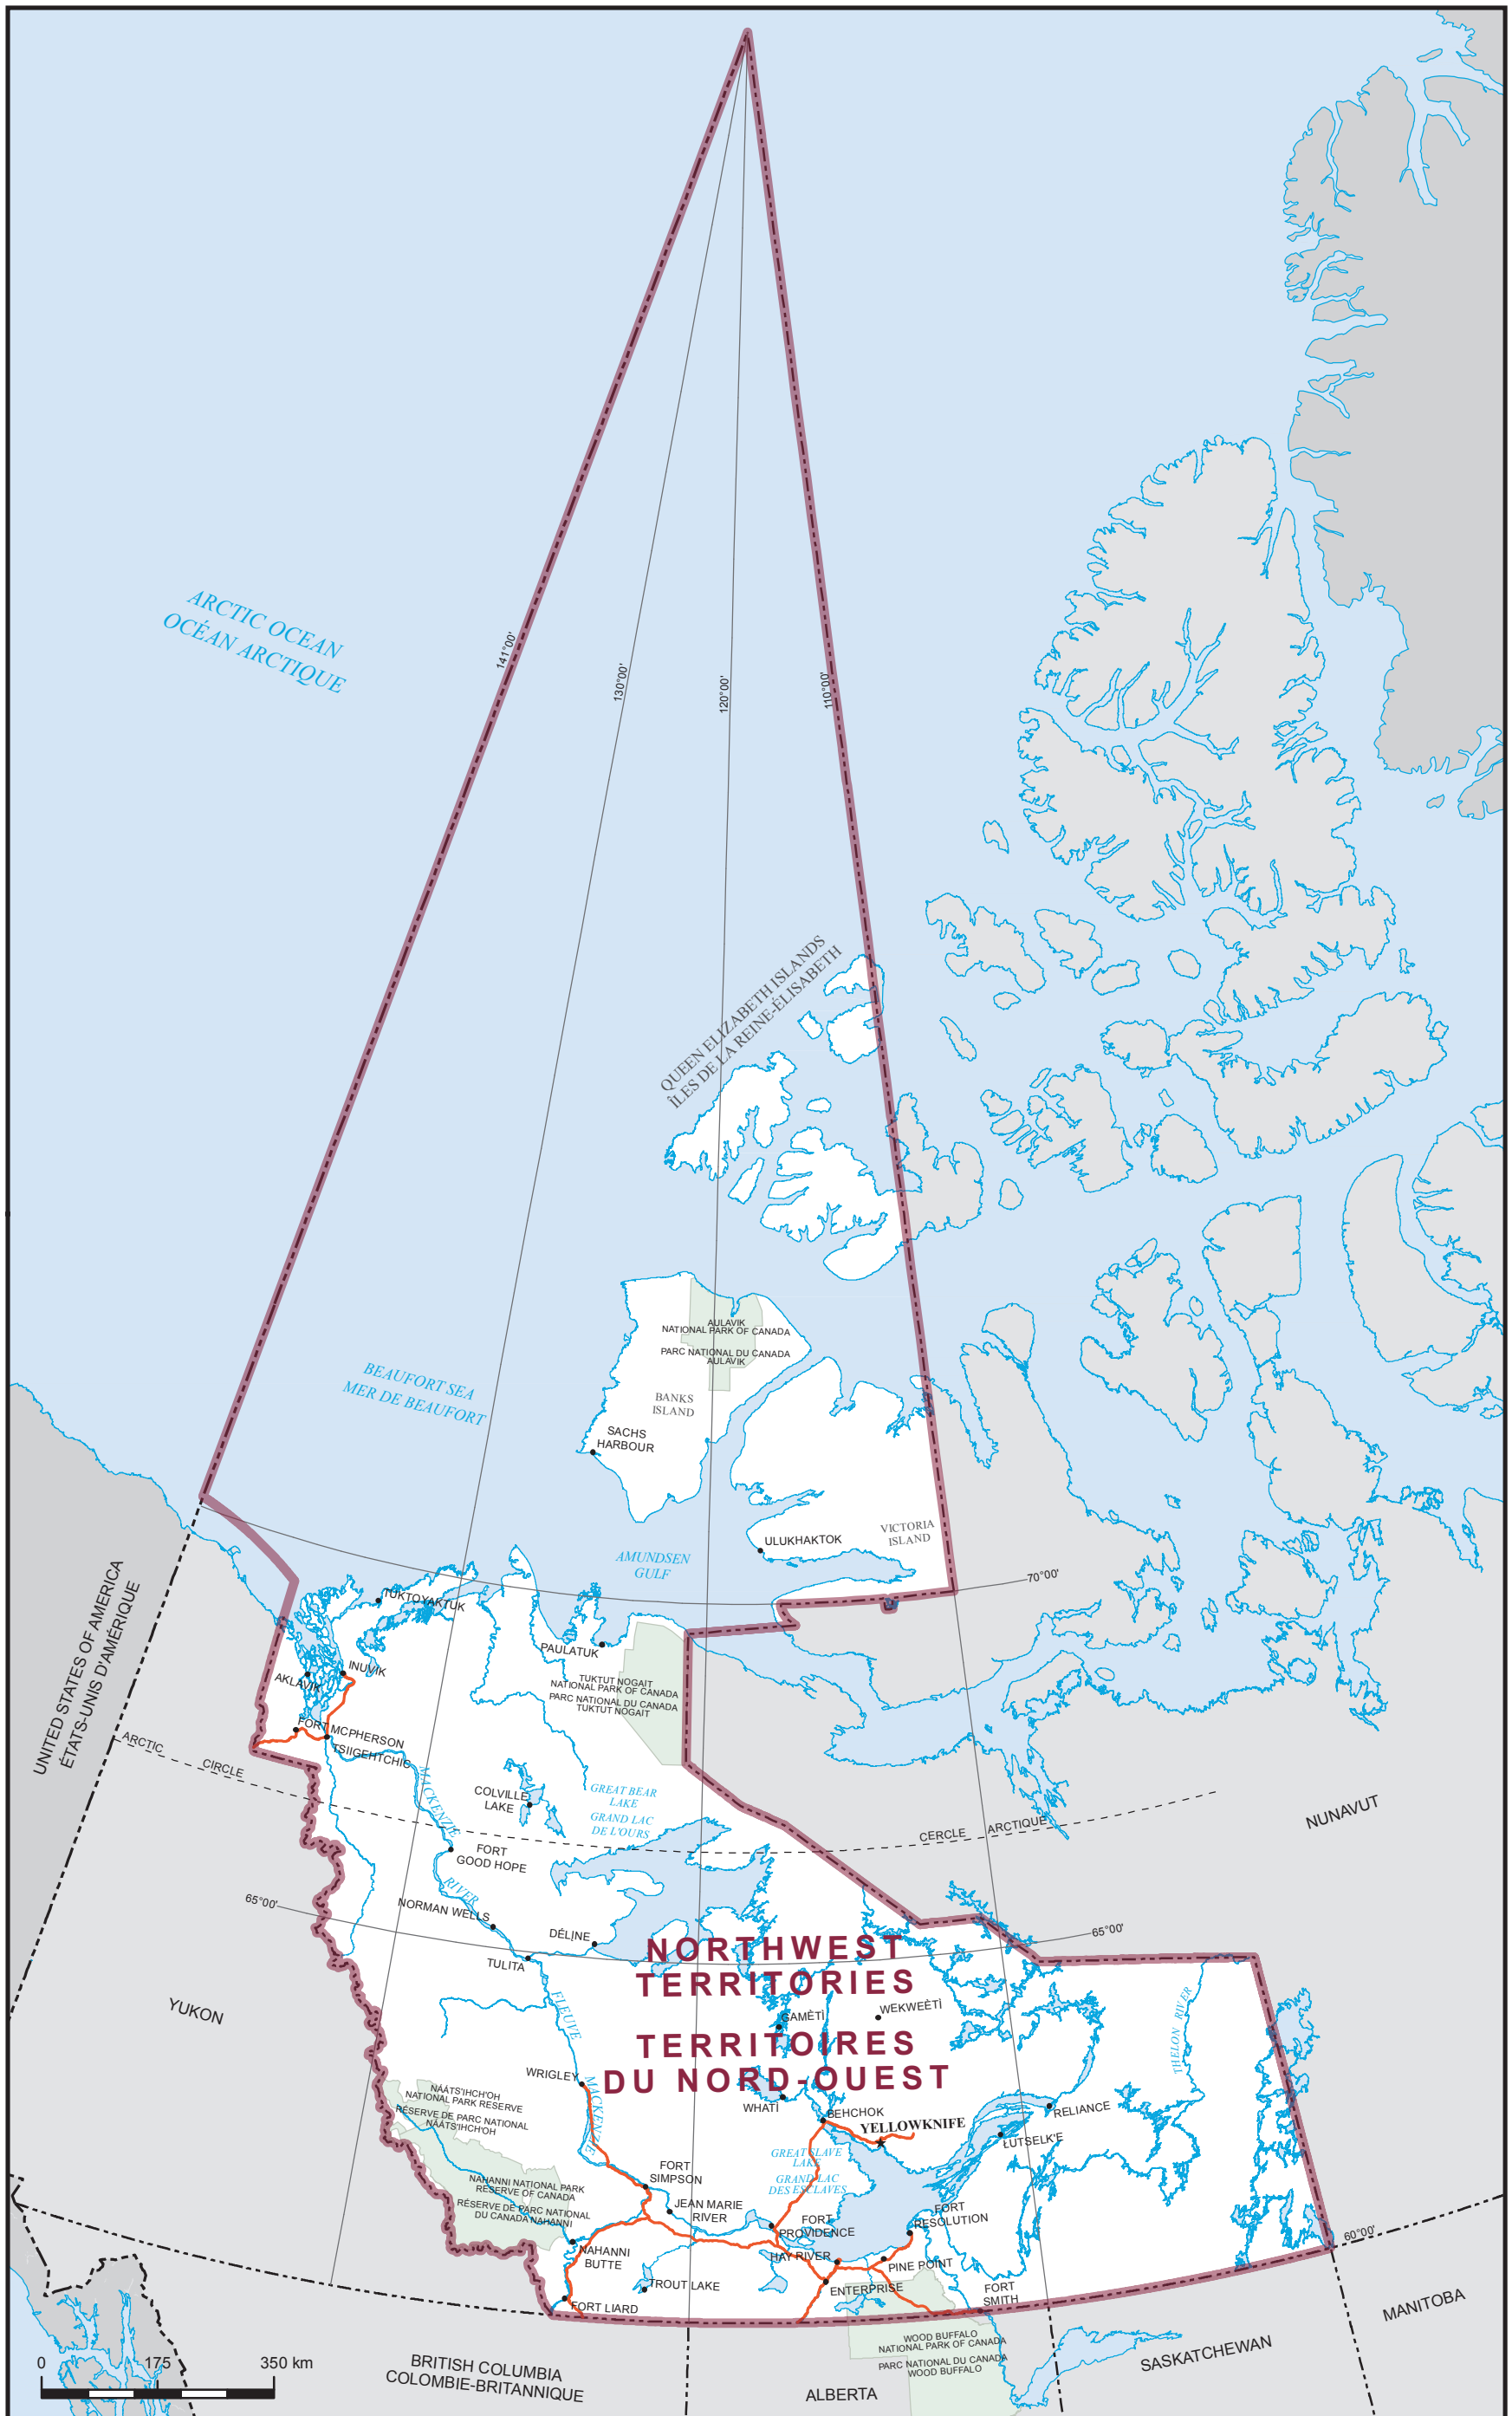 ARCTIC OCEAN
OCÉAN ARCTIQUE
141°00'
130°00'
120°00'
110°00'
QUEEN ELIZABETH ISLANDS
ÎLES DE LA REINE-ÉLISABETH
AULAVIK
NATIONAL PARK OF CANADA
PARC NATIONAL DU CANADA
AULAVIK
BEAUFORT SEA
MER DE BEAUFORT
BANKS
ISLAND
SACHS
HARBOUR
ULUKHAKTOK
VICTORIA
ISLAND
AMUNDSEN
GULF
70°00'
UNITED STATES OF AMERICA
ÉTATS-UNIS D'AMÉRIQUE
TUKTOYAKTUK
PAULATUK
INUVIK
AKLAVIK
TUKTUT NOGAIT
NATIONAL PARK OF CANADA
PARC NATIONAL DU CANADA
TUKTUT NOGAIT
FORT MCPHERSON
TSIIGEHTCHIC
ARCTIC
CIRCLE
MACKENZIE
RIVER
COLVILLE
LAKE
GREAT BEAR
LAKE
GRAND LAC
DE L'OURS
CERCLE
ARCTIQUE
NUNAVUT
FORT
GOOD HOPE
65°00'
NORMAN WELLS
DÉLĮNE
TULITA
65°00'
NORTHWEST
TERRITORIES
TERRITOIRES
DU NORD-OUEST
YUKON
FLEUVE
MACKENZIE
GAMÈTÌ
WEKWEÈTÌ
THELON RIVER
WRIGLEY
NÁÁTS'IHCH'OH
NATIONAL PARK RESERVE
RÉSERVE DE PARC NATIONAL
NÁÁTS'IHCH'OH
WHATÌ
BEHCHOK
YELLOWKNIFE
RELIANCE
ŁUTSELK'E
GREAT SLAVE
LAKE
GRAND LAC
DES ESCLAVES
FORT
SIMPSON
NAHANNI NATIONAL PARK
RESERVE OF CANADA
RÉSERVE DE PARC NATIONAL
DU CANADA NAHANNI
JEAN MARIE
RIVER
FORT
PROVIDENCE
FORT
RESOLUTION
NAHANNI
BUTTE
HAY RIVER
PINE POINT
TROUT LAKE
ENTERPRISE
FORT
SMITH
FORT LIARD
60°00'
WOOD BUFFALO
NATIONAL PARK OF CANADA
PARC NATIONAL DU CANADA
WOOD BUFFALO
MANITOBA
SASKATCHEWAN
ALBERTA
BRITISH COLUMBIA
COLOMBIE-BRITANNIQUE
0 175 350 km